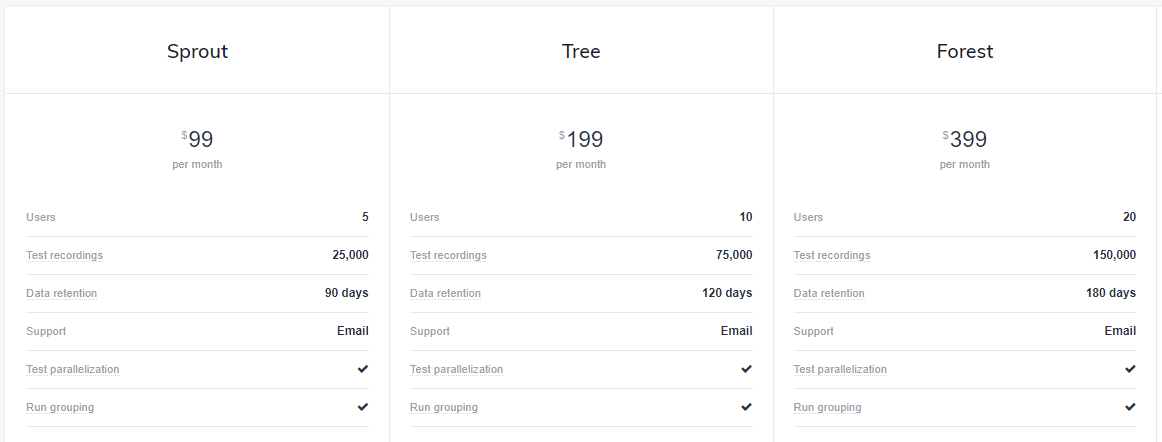 Sprout
$99
per month
Users 5
Test recordings 25,000
Data retention 90 days
Support Email
Test parallelization ✔
Run grouping ✔
Tree
$199
per month
Users 10
Test recordings 75,000
Data retention 120 days
Support Email
Test parallelization ✔
Run grouping ✔
Forest
$399
per month
Users 20
Test recordings 150,000
Data retention 180 days
Support Email
Test parallelization ✔
Run grouping ✔